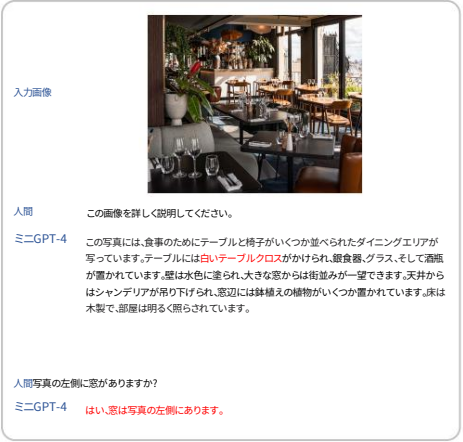 入力画像
人間 この画像を詳しく説明してください。
ミニGPT-4 この写真には、食事のためにテーブルと椅子がいくつか並べられたダイニングエリアが
写っています。テーブルには白いテーブルクロスがかけられ、銀食器、グラス、そして酒瓶
が置かれています。壁は水色に塗られ、大きな窓からは街並みが一望できます。天井から
はシャンデリアが吊り下げられ、窓辺には鉢植えの植物がいくつか置かれています。床は
木製で、部屋は明るく照らされています。
人間写真の左側に窓がありますか?
ミニGPT-4 はい、窓は写真の左側にあります。